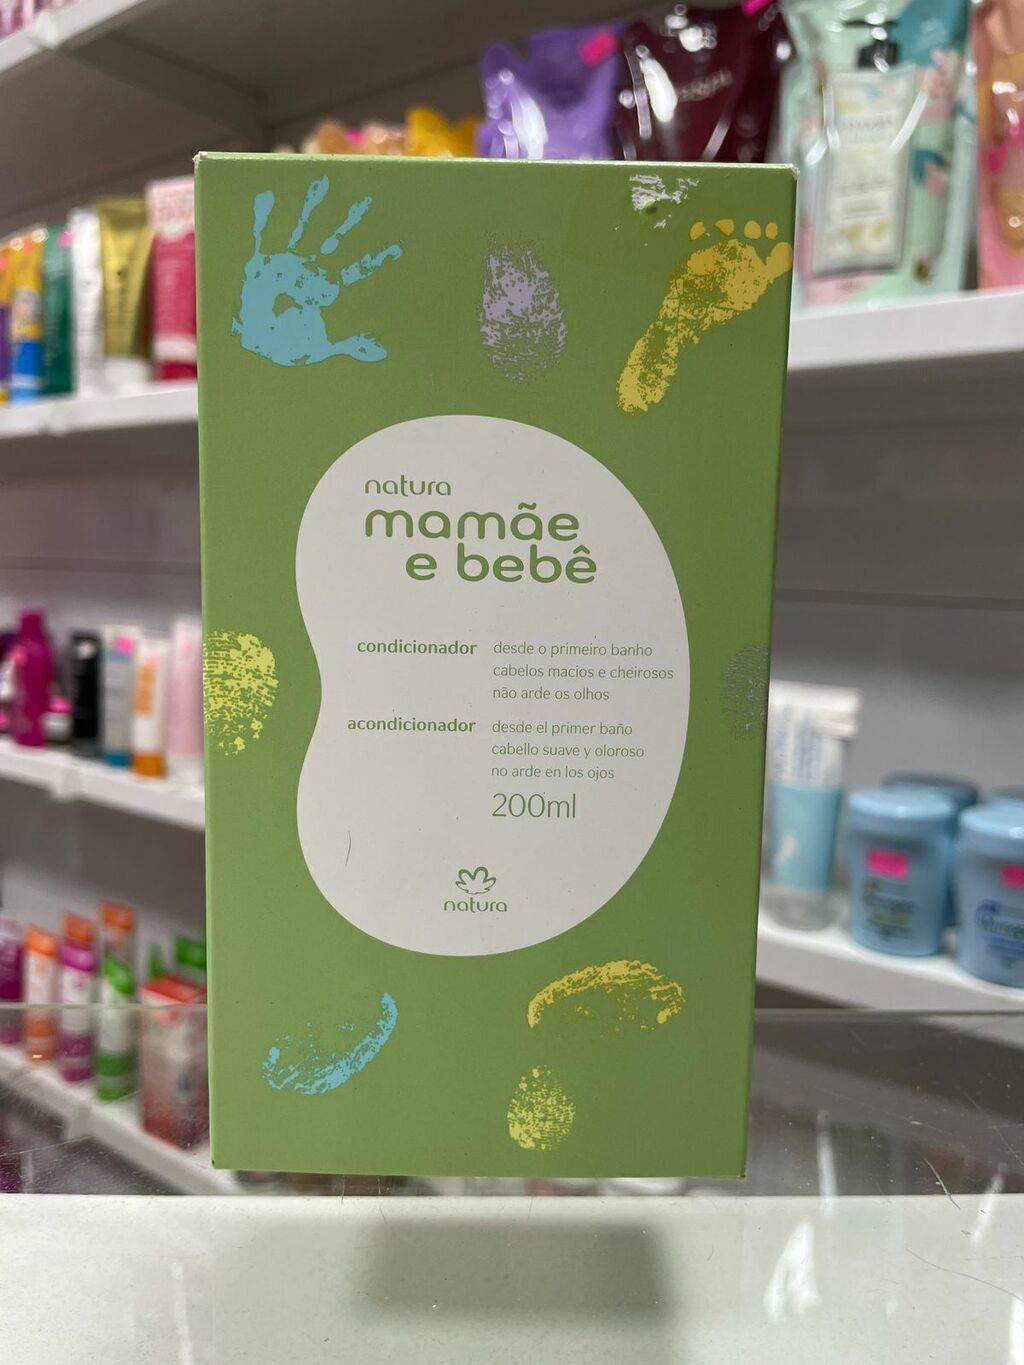 natura
mamãe
e bebê
condicionador
desde o primeiro banho
cabelos macios e cheirosos
não arde os olhos
acondicionador
desde el primer baño
cabello suave y oloroso
no arde en los ojos
200ml
natura